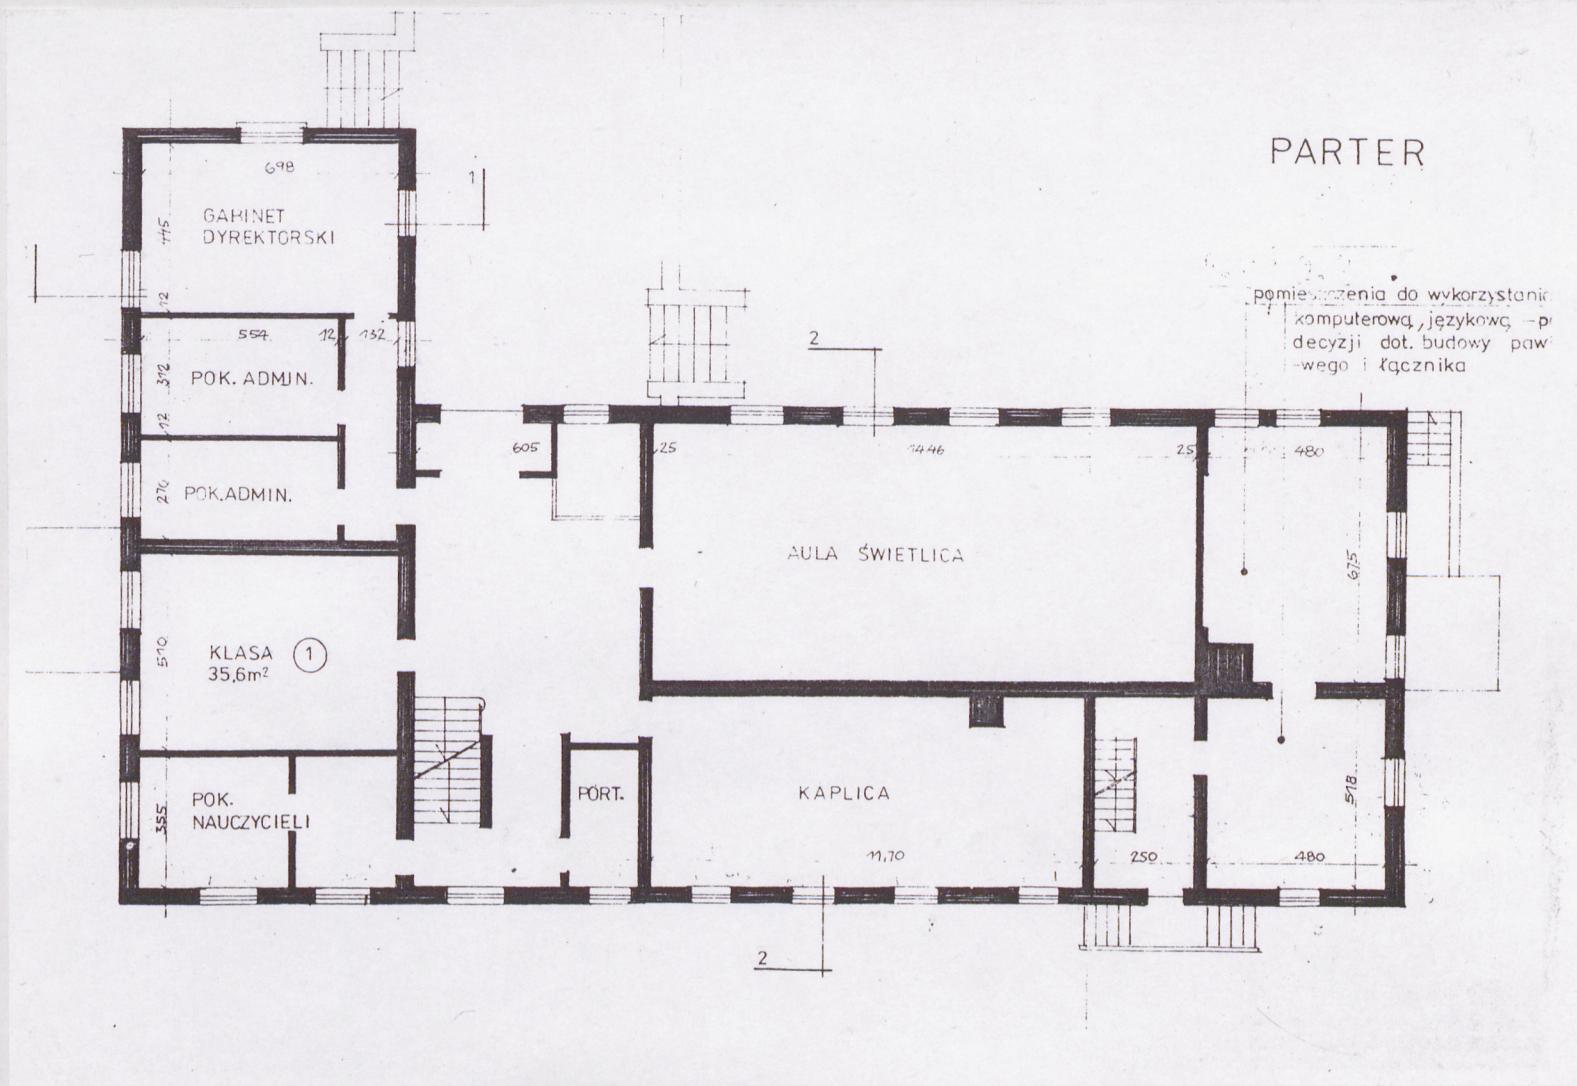 PARTER
698
1
GABINET
DYREKTORSKI
445
1
12
pomieszczenia do wykorzystania
komputerową, językową -
decyzji dot. budowy paw
-wego i łącznika
554
12
132
2
312
POK. ADMIN.
12
605
25
1446
25
480
270
POK. ADMIN.
AULA ŚWIETLICA
675
510
KLASA 1
35,6m²
POK.
NAUCZYCIELI
355
PORT.
KAPLICA
518
11,70
250
480
2